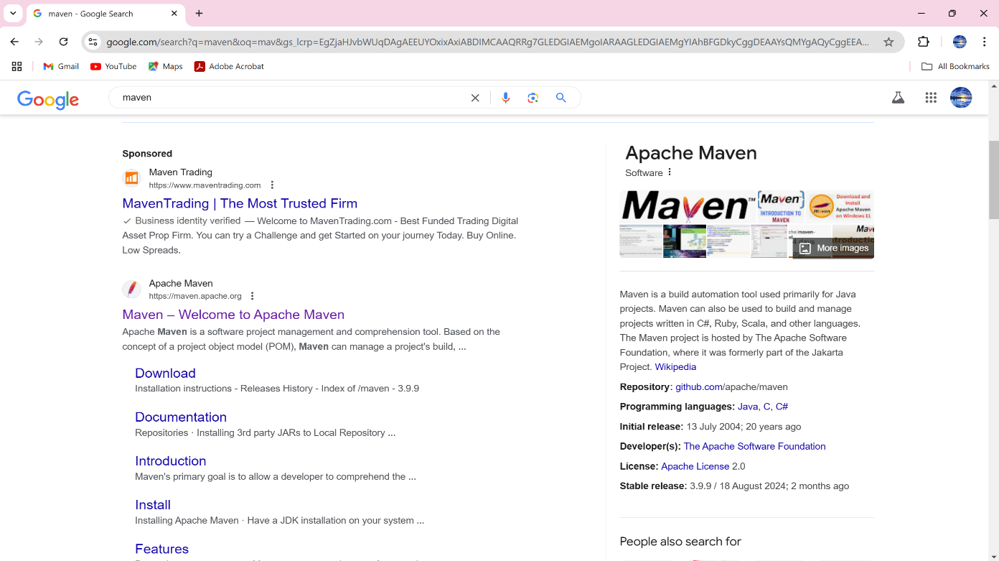 maven - Google Search
google.com/search?q=maven&oq=mav&gs_lcrp=EgZjaHJvbWUqDAgAEEUYOxixAxiABDIMCAAQRRg7GLEDGIAEMgoIARAAGLEDGIAEMgYIAhBFGDkyCggDEAAYsQMYgAQyCggEEA...
Gmail
YouTube
Maps
Adobe Acrobat
All Bookmarks
Google
maven
Sponsored
Maven Trading
https://www.maventrading.com
MavenTrading | The Most Trusted Firm
Business identity verified — Welcome to MavenTrading.com - Best Funded Trading Digital
Asset Prop Firm. You can try a Challenge and get Started on your journey Today. Buy Online.
Low Spreads.
Apache Maven
https://maven.apache.org
Maven – Welcome to Apache Maven
Apache Maven is a software project management and comprehension tool. Based on the
concept of a project object model (POM), Maven can manage a project's build, ...
Download
Installation instructions - Releases History - Index of /maven - 3.9.9
Documentation
Repositories · Installing 3rd party JARs to Local Repository ...
Introduction
Maven's primary goal is to allow a developer to comprehend the ...
Install
Installing Apache Maven · Have a JDK installation on your system ...
Features
Apache Maven
Software
Maven™
Maven™
INTRODUCTION TO
MAVEN
maven
Download and
Install
Apache Maven
on Windows 11
More images
Maven is a build automation tool used primarily for Java
projects. Maven can also be used to build and manage
projects written in C#, Ruby, Scala, and other languages.
The Maven project is hosted by The Apache Software
Foundation, where it was formerly part of the Jakarta
Project. Wikipedia
Repository: github.com/apache/maven
Programming languages: Java, C, C#
Initial release: 13 July 2004; 20 years ago
Developer(s): The Apache Software Foundation
License: Apache License 2.0
Stable release: 3.9.9 / 18 August 2024; 2 months ago
People also search for